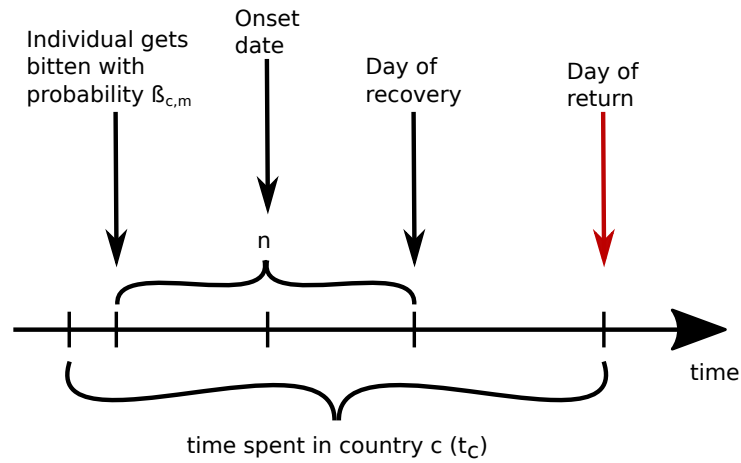 Individual gets
bitten with
probability ß_c,m
Onset
date
Day of
recovery
Day of
return
n
time
time spent in country c (t_C)